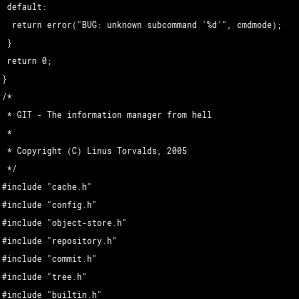 default:
return error("BUG: unknown subcommand '%d'", cmdmode);
}
return 0;
}
/*
* GIT - The information manager from hell
*
* Copyright (C) Linus Torvalds, 2005
*/
#include "cache.h"
#include "config.h"
#include "object-store.h"
#include "repository.h"
#include "commit.h"
#include "tree.h"
#include "builtin.h"